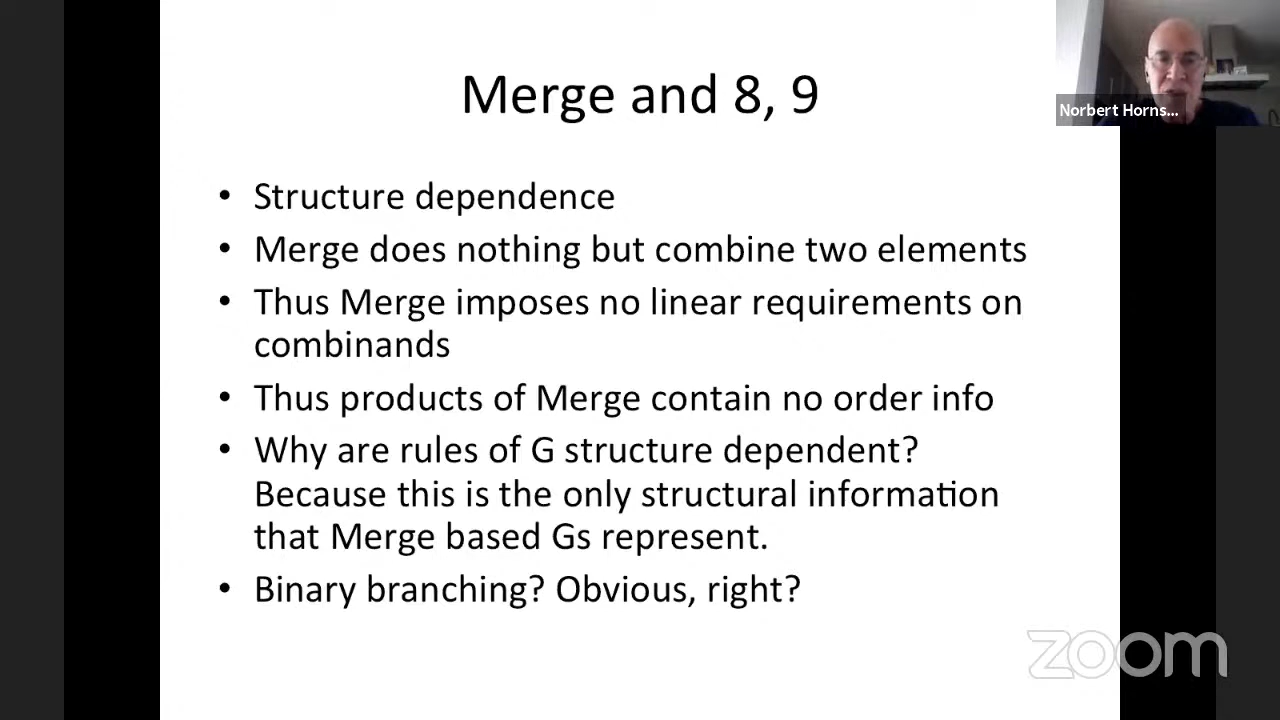 Merge and 8, 9
Norbert Horns...
• Structure dependence
• Merge does nothing but combine two elements
• Thus Merge imposes no linear requirements on
combinands
• Thus products of Merge contain no order info
• Why are rules of G structure dependent?
Because this is the only structural information
that Merge based Gs represent.
• Binary branching? Obvious, right?
zoom